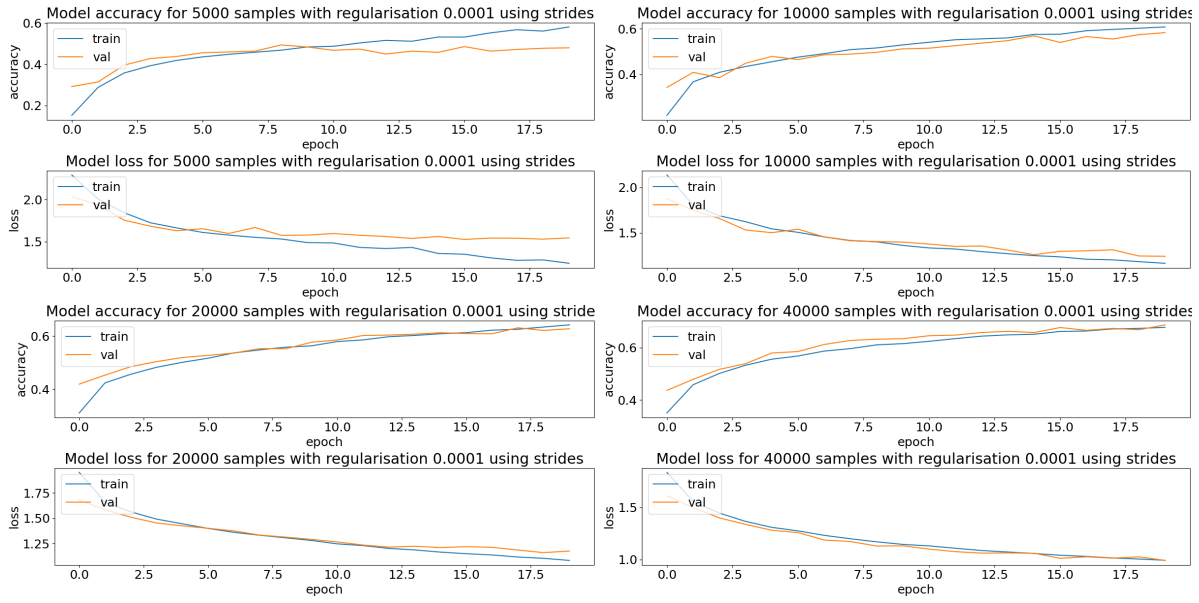 Model accuracy for 5000 samples with regularisation 0.0001 using strides
accuracy
0.6
0.4
0.2
train
val
0.0 2.5 5.0 7.5 10.0 12.5 15.0 17.5
epoch
Model accuracy for 10000 samples with regularisation 0.0001 using strides
accuracy
0.6
0.4
train
val
0.0 2.5 5.0 7.5 10.0 12.5 15.0 17.5
epoch
Model loss for 5000 samples with regularisation 0.0001 using strides
loss
2.0
1.5
train
val
0.0 2.5 5.0 7.5 10.0 12.5 15.0 17.5
epoch
Model loss for 10000 samples with regularisation 0.0001 using strides
loss
2.0
1.5
train
val
0.0 2.5 5.0 7.5 10.0 12.5 15.0 17.5
epoch
Model accuracy for 20000 samples with regularisation 0.0001 using stride
accuracy
0.6
0.4
train
val
0.0 2.5 5.0 7.5 10.0 12.5 15.0 17.5
epoch
Model accuracy for 40000 samples with regularisation 0.0001 using strides
accuracy
0.6
0.4
train
val
0.0 2.5 5.0 7.5 10.0 12.5 15.0 17.5
epoch
Model loss for 20000 samples with regularisation 0.0001 using strides
loss
1.75
1.50
1.25
train
val
0.0 2.5 5.0 7.5 10.0 12.5 15.0 17.5
epoch
Model loss for 40000 samples with regularisation 0.0001 using strides
loss
1.5
1.0
train
val
0.0 2.5 5.0 7.5 10.0 12.5 15.0 17.5
epoch